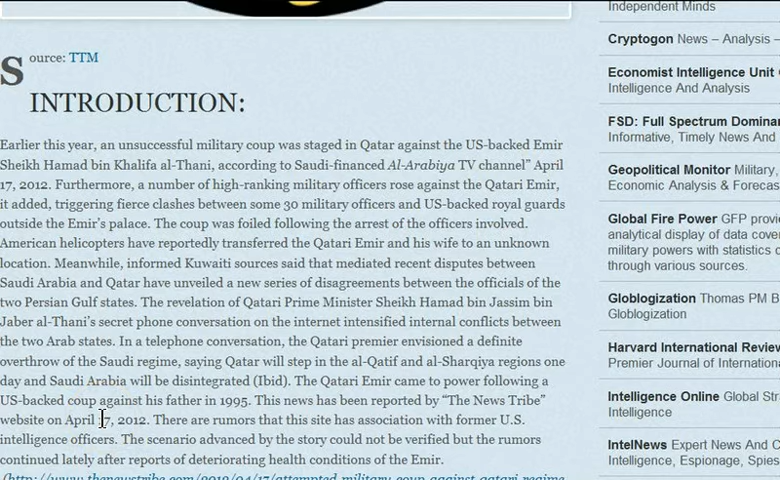 Source: TTM
INTRODUCTION:
Earlier this year, an unsuccessful military coup was staged in Qatar against the US-backed Emir
Sheikh Hamad bin Khalifa al-Thani, according to Saudi-financed Al-Arabiya TV channel” April
17, 2012. Furthermore, a number of high-ranking military officers rose against the Qatari Emir,
it added, triggering fierce clashes between some 30 military officers and US-backed royal guards
outside the Emir’s palace. The coup was foiled following the arrest of the officers involved.
American helicopters have reportedly transferred the Qatari Emir and his wife to an unknown
location. Meanwhile, informed Kuwaiti sources said that mediated recent disputes between
Saudi Arabia and Qatar have unveiled a new series of disagreements between the officials of the
two Persian Gulf states. The revelation of Qatari Prime Minister Sheikh Hamad bin Jassim bin
Jaber al-Thani’s secret phone conversation on the internet intensified internal conflicts between
the two Arab states. In a telephone conversation, the Qatari premier envisioned a definite
overthrow of the Saudi regime, saying Qatar will step in the al-Qatif and al-Sharqiya regions one
day and Saudi Arabia will be disintegrated (Ibid). The Qatari Emir came to power following a
US-backed coup against his father in 1995. This news has been reported by “The News Tribe”
website on April 17, 2012. There are rumors that this site has association with former U.S.
intelligence officers. The scenario advanced by the story could not be verified but the rumors
continued lately after reports of deteriorating health conditions of the Emir.
(http://www.thenewstribe.com/2012/04/17/attempted-military-coup-against-qatari-regime
Independent Minds
Cryptogon News – Analysis –
Economist Intelligence Unit
Intelligence And Analysis
FSD: Full Spectrum Dominan
Informative, Timely News And
Geopolitical Monitor Military,
Economic Analysis & Forecas
Global Fire Power GFP provi
analytical display of data cove
military powers with statistics
through various sources.
Globlogization Thomas PM B
Globlogization
Harvard International Review
Premier Journal of Internationa
Intelligence Online Global Str
Intelligence
IntelNews Expert News And C
Intelligence, Espionage, Spies